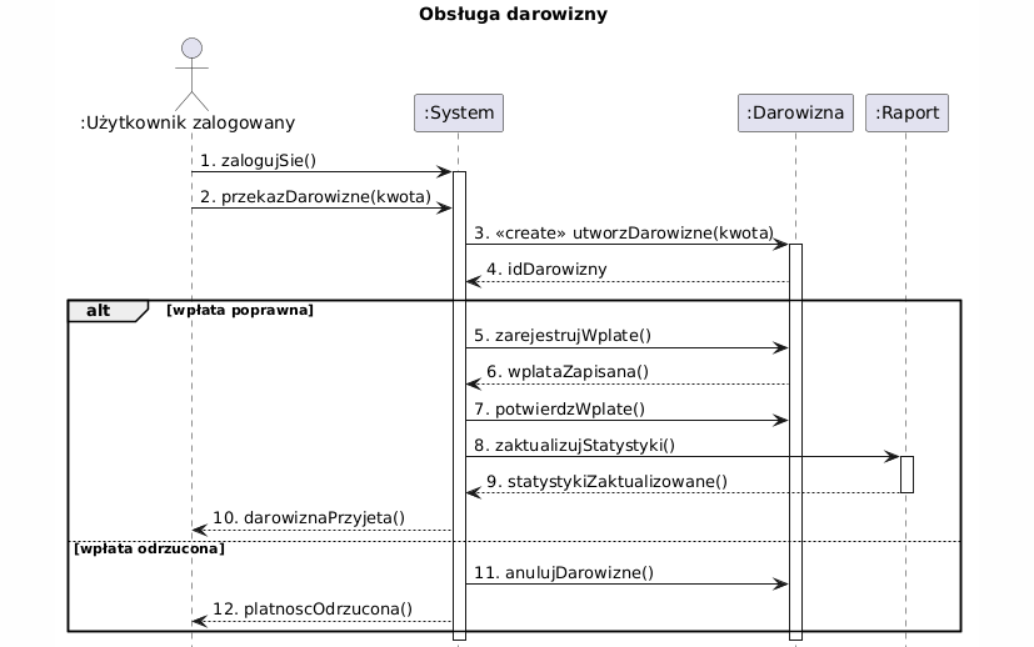 Obsługa darowizny
:Użytkownik zalogowany
:System
:Darowizna
:Raport
1. zalogujSie()
2. przekazDarowizne(kwota)
3. «create» utworzDarowizne(kwota)
4. idDarowizny
alt [wpłata poprawna]
5. zarejestrujWplate()
6. wplataZapisana()
7. potwierdzWplate()
8. zaktualizujStatystyki()
9. statystykiZaktualizowane()
10. darowiznaPrzyjeta()
[wpłata odrzucona]
11. anulujDarowizne()
12. platnoscOdrzucona()